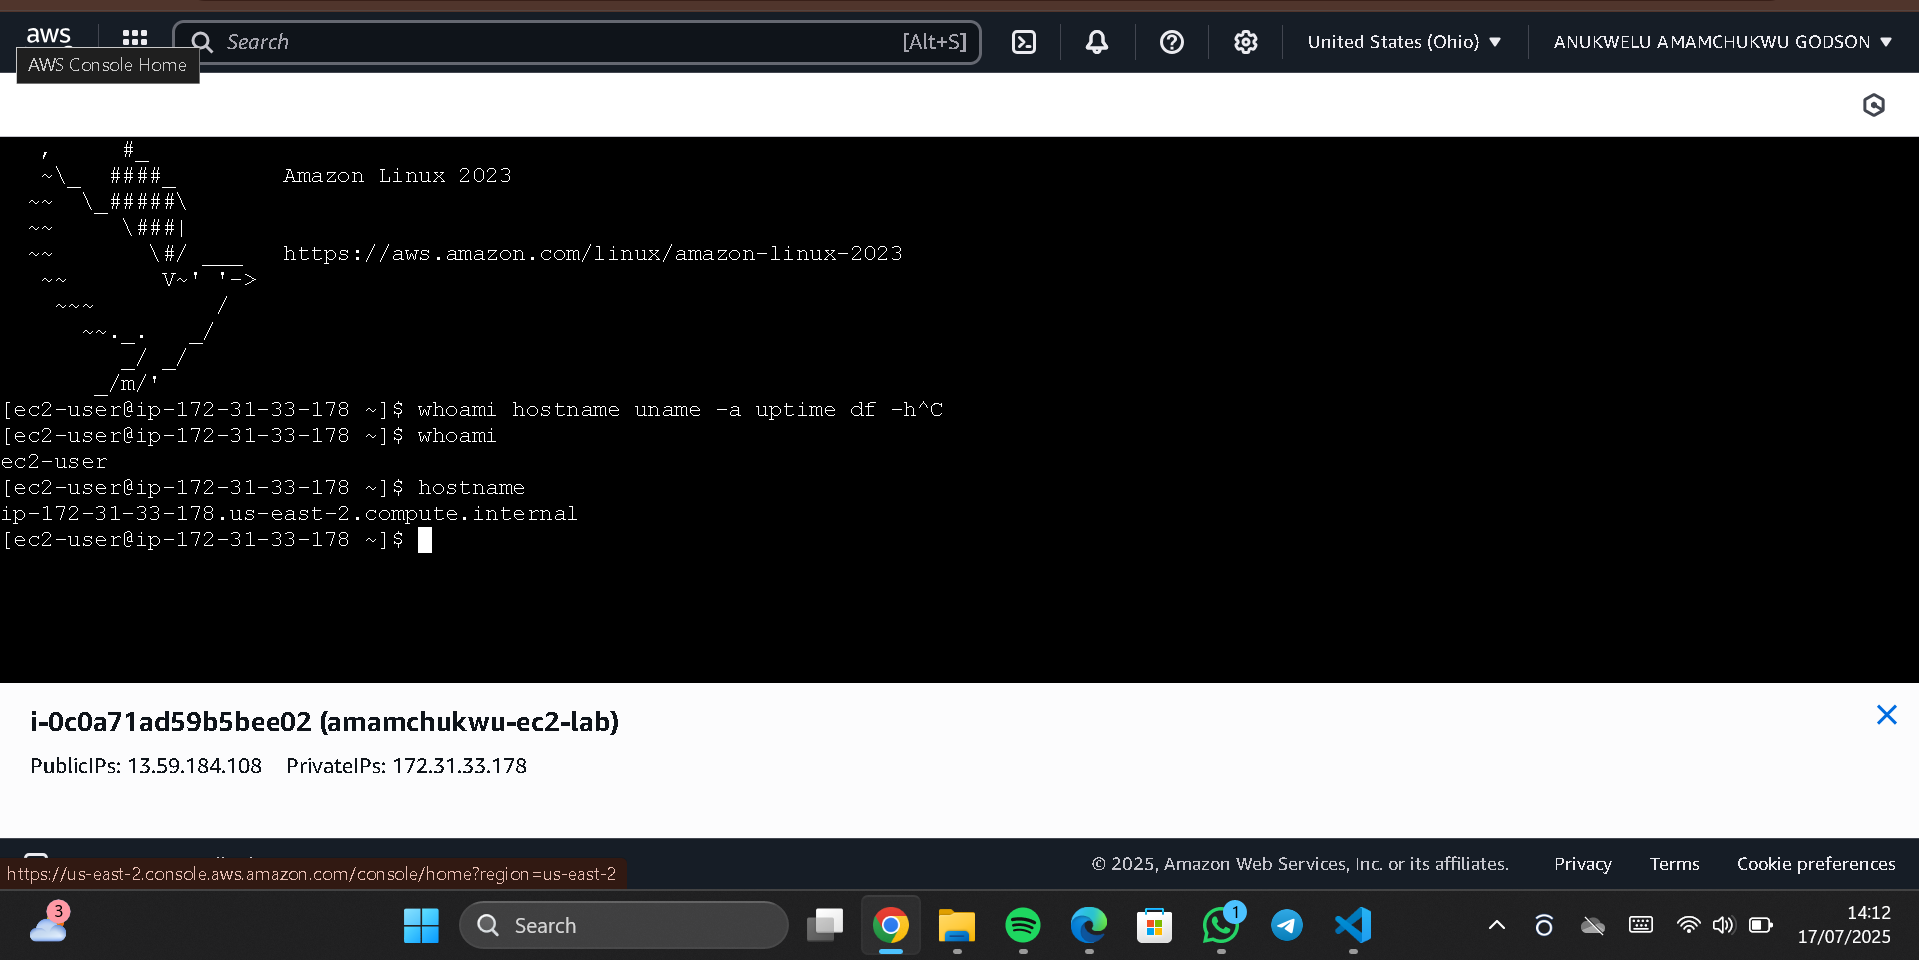 aws
Search [Alt+S]
United States (Ohio)
ANUKWELU AMAMCHUKWU GODSON
AWS Console Home
   ,     #_
   ~\_  ####_        Amazon Linux 2023
  ~~  \_#####\
  ~~     \###|
  ~~       \#/ ___   https://aws.amazon.com/linux/amazon-linux-2023
   ~~       V~' '->
    ~~~         /
      ~~._.   _/
         _/ _/
       _/m/'
[ec2-user@ip-172-31-33-178 ~]$ whoami hostname uname -a uptime df -h^C
[ec2-user@ip-172-31-33-178 ~]$ whoami
ec2-user
[ec2-user@ip-172-31-33-178 ~]$ hostname
ip-172-31-33-178.us-east-2.compute.internal
[ec2-user@ip-172-31-33-178 ~]$
i-0c0a71ad59b5bee02 (amamchukwu-ec2-lab)
PublicIPs: 13.59.184.108 PrivateIPs: 172.31.33.178
© 2025, Amazon Web Services, Inc. or its affiliates. Privacy Terms Cookie preferences
https://us-east-2.console.aws.amazon.com/console/home?region=us-east-2
3
Search
1
14:12
17/07/2025